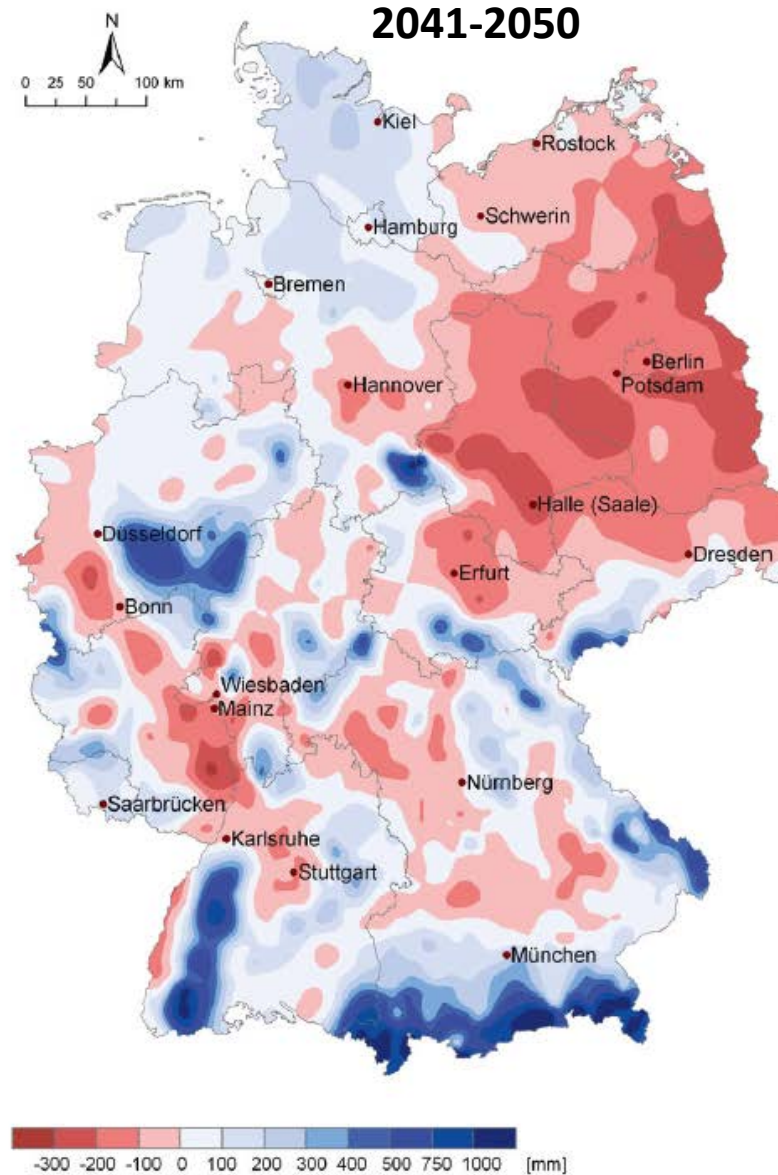 2041-2050
N
0 25 50 100 km
Kiel
Rostock
Schwerin
Hamburg
Bremen
Berlin
Potsdam
Hannover
Halle (Saale)
Düsseldorf
Dresden
Erfurt
Bonn
Wiesbaden
Mainz
Nürnberg
Saarbrücken
Karlsruhe
Stuttgart
München
-300 -200 -100 0 100 200 300 400 500 750 1000 [mm]